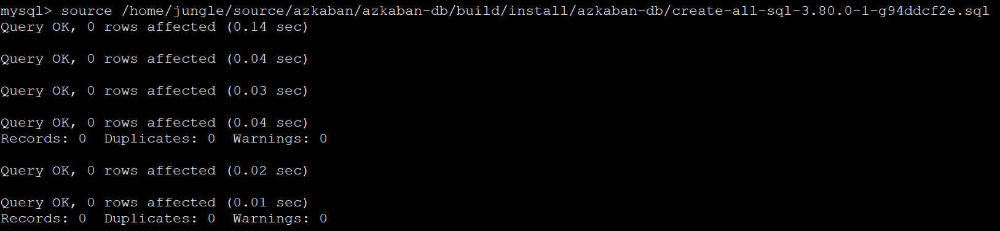 mysql> source /home/jungle/source/azkaban/azkaban-db/build/install/azkaban-db/create-all-sql-3.80.0-1-g94ddcf2e.sql
Query OK, 0 rows affected (0.14 sec)
Query OK, 0 rows affected (0.04 sec)
Query OK, 0 rows affected (0.03 sec)
Query OK, 0 rows affected (0.04 sec)
Records: 0  Duplicates: 0  Warnings: 0
Query OK, 0 rows affected (0.02 sec)
Query OK, 0 rows affected (0.01 sec)
Records: 0  Duplicates: 0  Warnings: 0